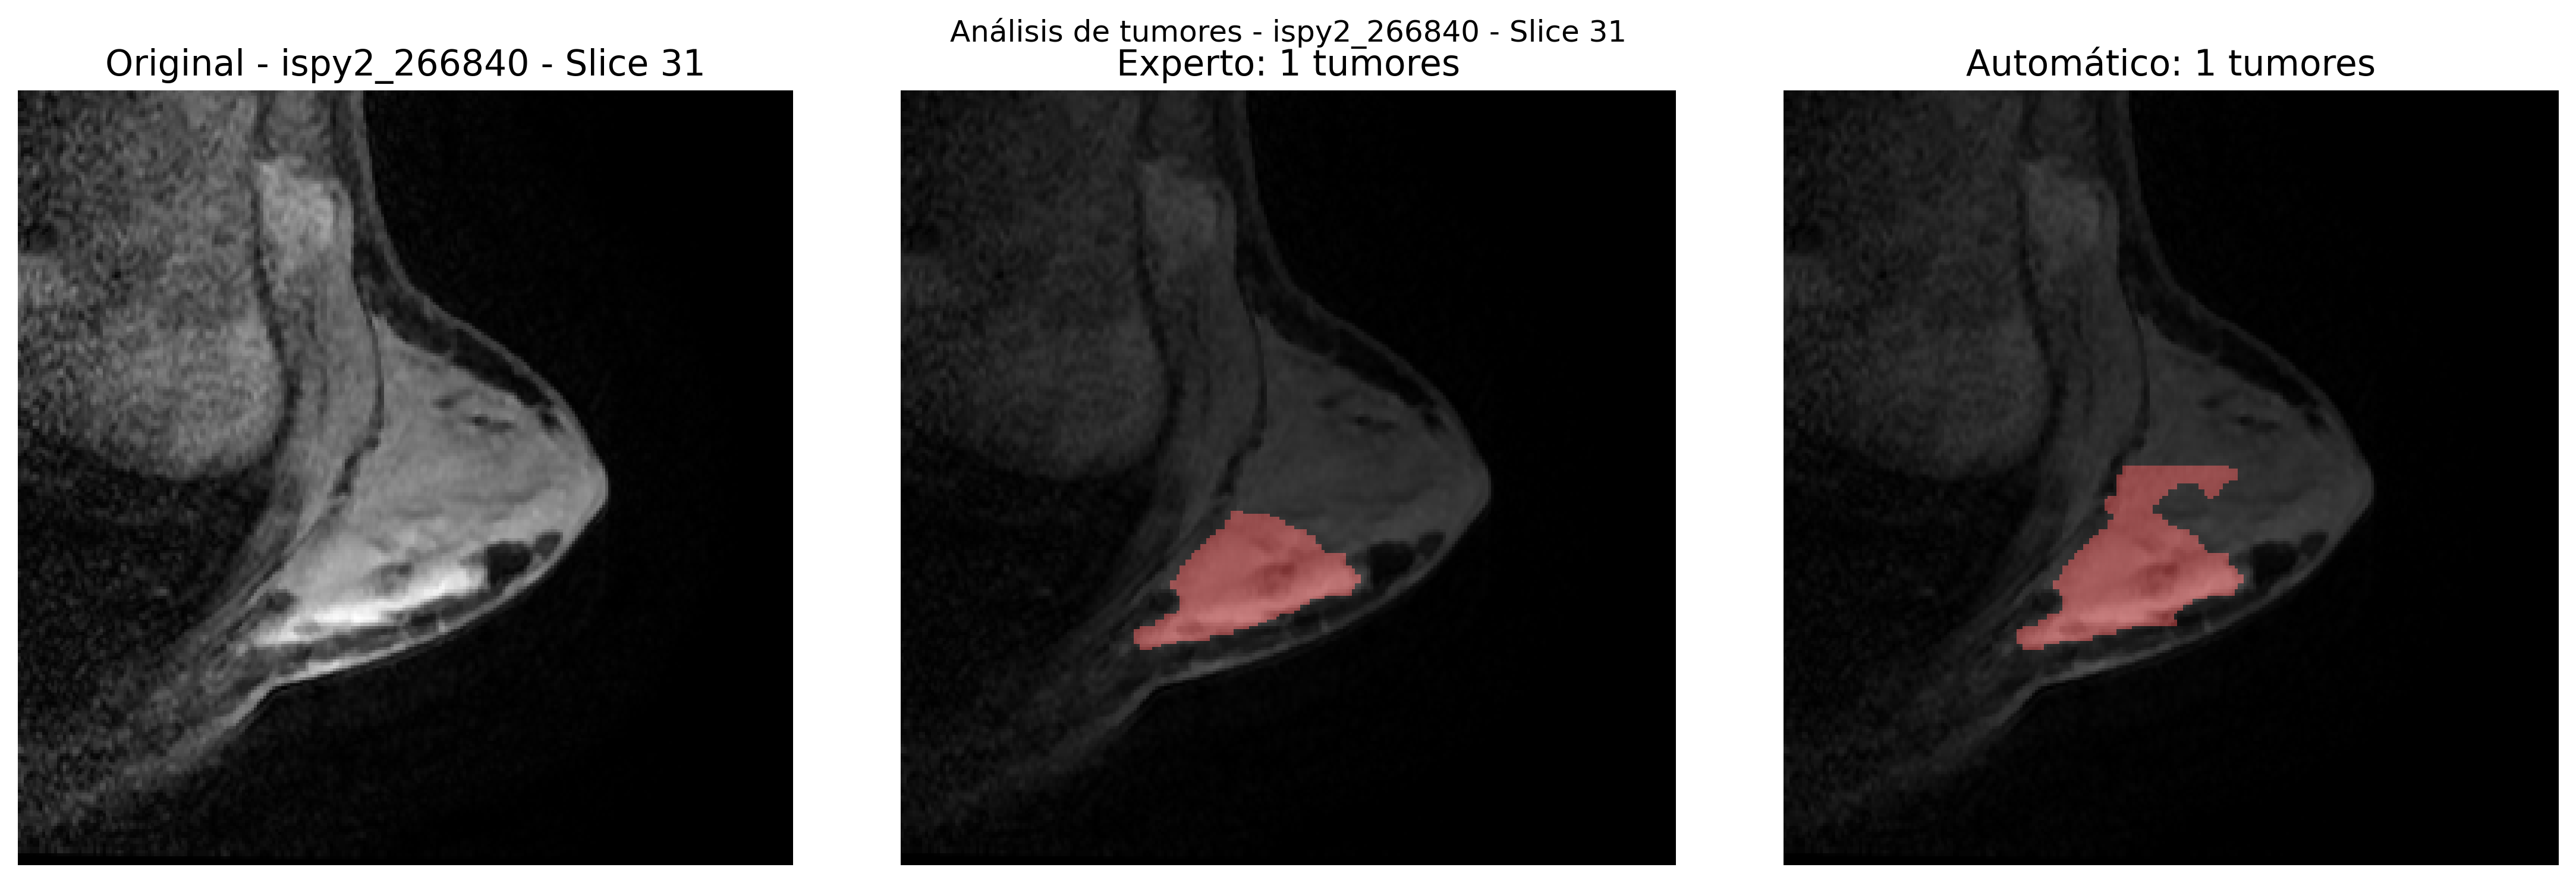 Análisis de tumores - ispy2_266840 - Slice 31
Original - ispy2_266840 - Slice 31
Experto: 1 tumores
Automático: 1 tumores